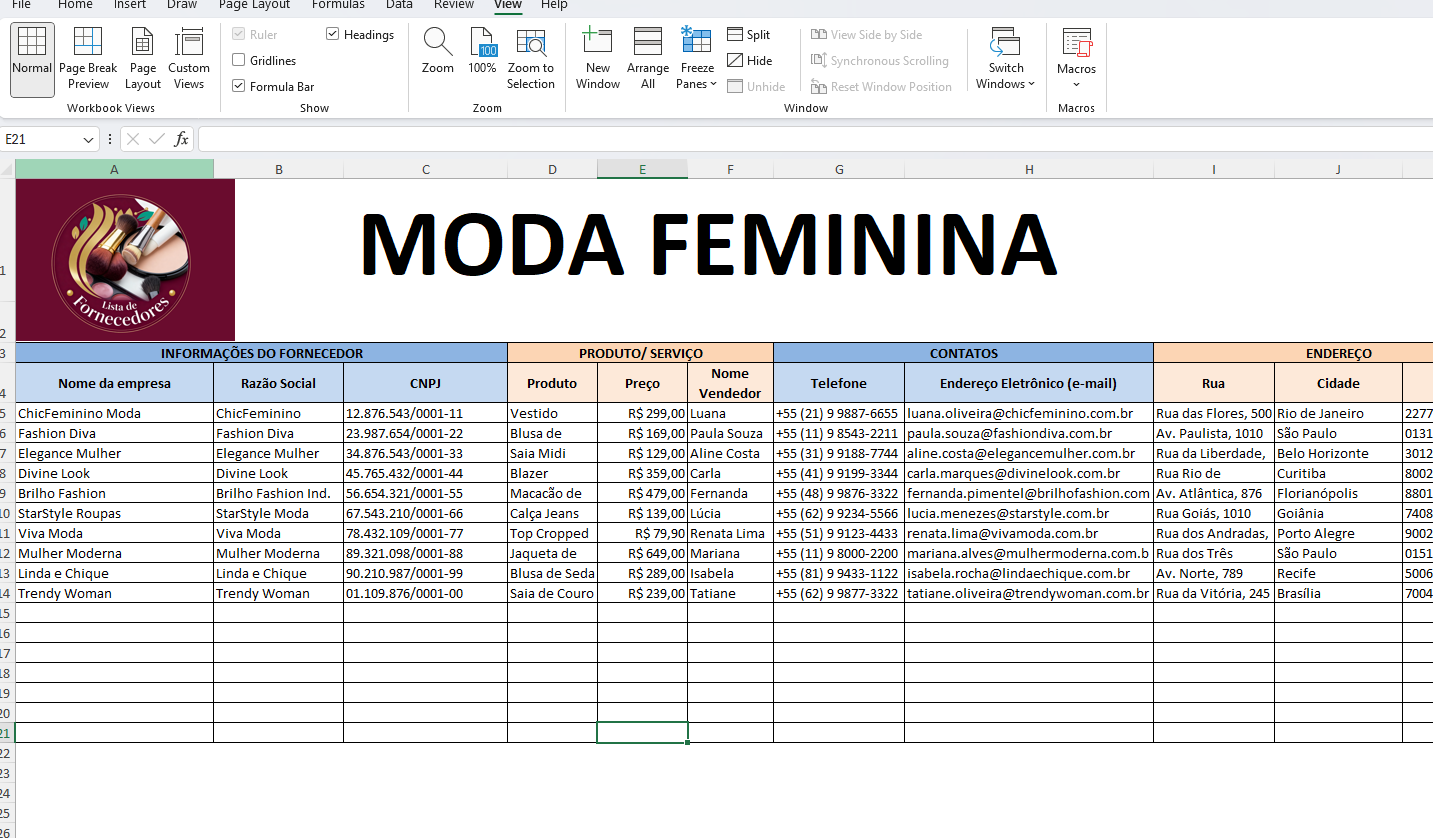 File Home Insert Draw Page Layout Formulas Data Review View Help
Ruler Headings
Gridlines
Formula Bar
Normal Page Break Preview Page Layout Custom Views
Workbook Views
Show
Zoom 100% Zoom to Selection
Zoom
New Window Arrange All Freeze Panes
Split
Hide
Unhide
View Side by Side
Synchronous Scrolling
Reset Window Position
Window
Switch Windows
Macros
Macros
E21 fx
A B C D E F G H I J
Lista de
Fornecedores
MODA FEMININA
1
2
3 INFORMAÇÕES DO FORNECEDOR PRODUTO/ SERVIÇO CONTATOS ENDEREÇO
4 Nome da empresa Razão Social CNPJ Produto Preço Nome Vendedor Telefone Endereço Eletrônico (e-mail) Rua Cidade
5 ChicFeminino Moda ChicFeminino 12.876.543/0001-11 Vestido R$ 299,00 Luana +55 (21) 9 9887-6655 luana.oliveira@chicfeminino.com.br Rua das Flores, 500 Rio de Janeiro 2277
6 Fashion Diva Fashion Diva 23.987.654/0001-22 Blusa de R$ 169,00 Paula Souza +55 (11) 9 8543-2211 paula.souza@fashiondiva.com.br Av. Paulista, 1010 São Paulo 0131
7 Elegance Mulher Elegance Mulher 34.876.543/0001-33 Saia Midi R$ 129,00 Aline Costa +55 (31) 9 9188-7744 aline.costa@elegancemulher.com.br Rua da Liberdade, Belo Horizonte 3012
8 Divine Look Divine Look 45.765.432/0001-44 Blazer R$ 359,00 Carla +55 (41) 9 9199-3344 carla.marques@divinelook.com.br Rua Rio de Curitiba 8002
9 Brilho Fashion Brilho Fashion Ind. 56.654.321/0001-55 Macacão de R$ 479,00 Fernanda +55 (48) 9 9876-3322 fernanda.pimentel@brilhofashion.com Av. Atlântica, 876 Florianópolis 8801
10 StarStyle Roupas StarStyle Moda 67.543.210/0001-66 Calça Jeans R$ 139,00 Lúcia +55 (62) 9 9234-5566 lucia.menezes@starstyle.com.br Rua Goiás, 1010 Goiânia 7408
11 Viva Moda Viva Moda 78.432.109/0001-77 Top Cropped R$ 79,90 Renata Lima +55 (51) 9 9123-4433 renata.lima@vivamoda.com.br Rua dos Andradas, Porto Alegre 9002
12 Mulher Moderna Mulher Moderna 89.321.098/0001-88 Jaqueta de R$ 649,00 Mariana +55 (11) 9 8000-2200 mariana.alves@mulhermoderna.com.b Rua dos Três São Paulo 0151
13 Linda e Chique Linda e Chique 90.210.987/0001-99 Blusa de Seda R$ 289,00 Isabela +55 (81) 9 9433-1122 isabela.rocha@lindaechique.com.br Av. Norte, 789 Recife 5006
14 Trendy Woman Trendy Woman 01.109.876/0001-00 Saia de Couro R$ 239,00 Tatiane +55 (62) 9 9877-3322 tatiane.oliveira@trendywoman.com.br Rua da Vitória, 245 Brasília 7004
15
16
17
18
19
20
21
22
23
24
25
26